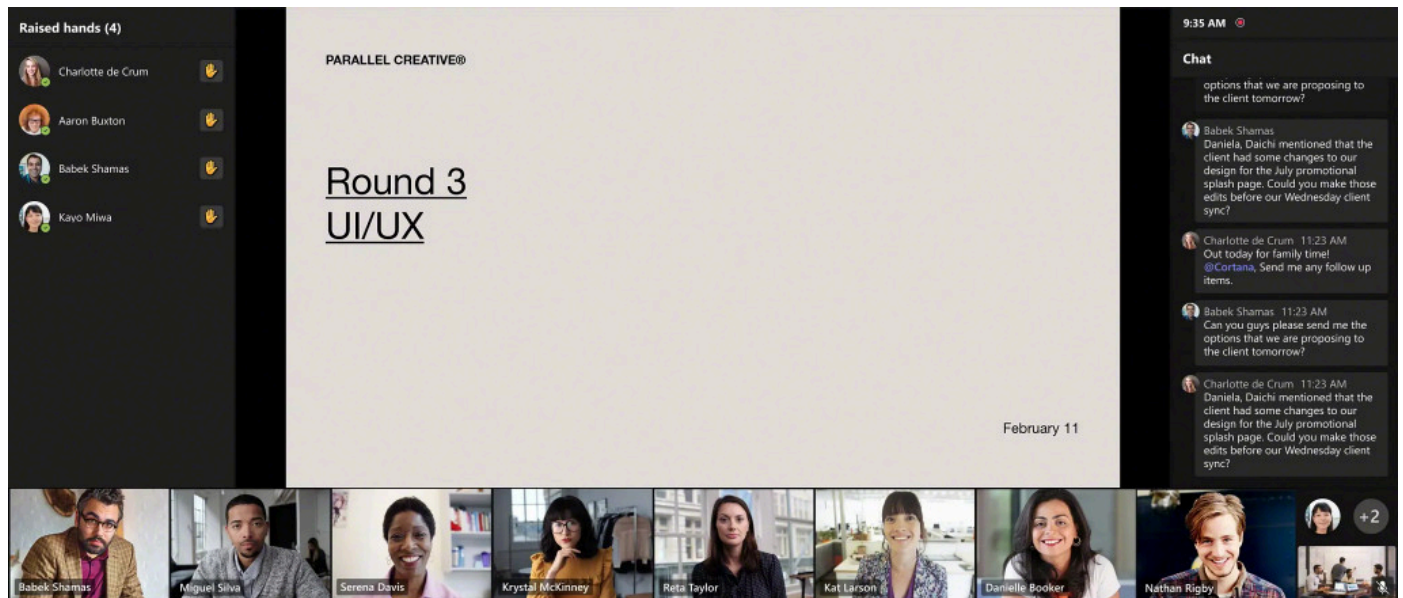 Raised hands (4)
Charlotte de Crum
Aaron Buxton
Babek Shamas
Kayo Miwa
PARALLEL CREATIVE®
Round 3
UI/UX
February 11
9:35 AM
Chat
options that we are proposing to
the client tomorrow?
Babek Shamas
Daniela, Daichi mentioned that the
client had some changes to our
design for the July promotional
splash page. Could you make those
edits before our Wednesday client
sync?
Charlotte de Crum 11:23 AM
Out today for family time!
@Cortana, Send me any follow up
items.
Babek Shamas 11:23 AM
Can you guys please send me the
options that we are proposing to
the client tomorrow?
Charlotte de Crum 11:23 AM
Daniela, Daichi mentioned that the
client had some changes to our
design for the July promotional
splash page. Could you make those
edits before our Wednesday client
sync?
Babek Shamas
Miguel Silva
Serena Davis
Krystal McKinney
Reta Taylor
Kat Larson
Danielle Booker
Nathan Rigby
+2